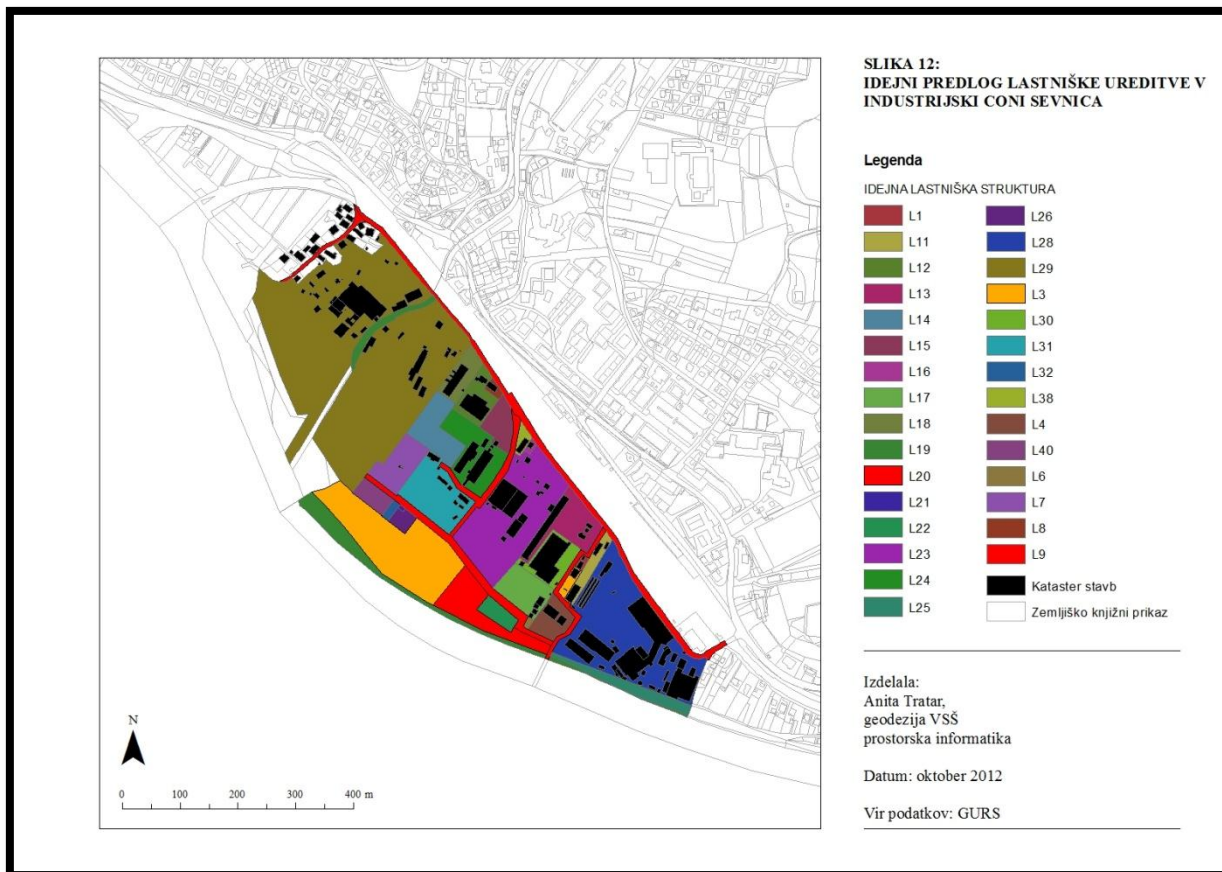 SLIKA 12:
IDEJNI PREDLOG LASTNIŠKE UREDITVE V
INDUSTRIJSKI CONI SEVNICA
Legenda
IDEJNA LASTNIŠKA STRUKTURA
L1
L11
L12
L13
L14
L15
L16
L17
L18
L19
L20
L21
L22
L23
L24
L25
L26
L28
L29
L3
L30
L31
L32
L38
L4
L40
L6
L7
L8
L9
Kataster stavb
Zemljiško knjižni prikaz
Izdelala:
Anita Tratar,
geodezija VSŠ
prostorska informatika
Datum: oktober 2012
Vir podatkov: GURS
N
0 100 200 300 400 m